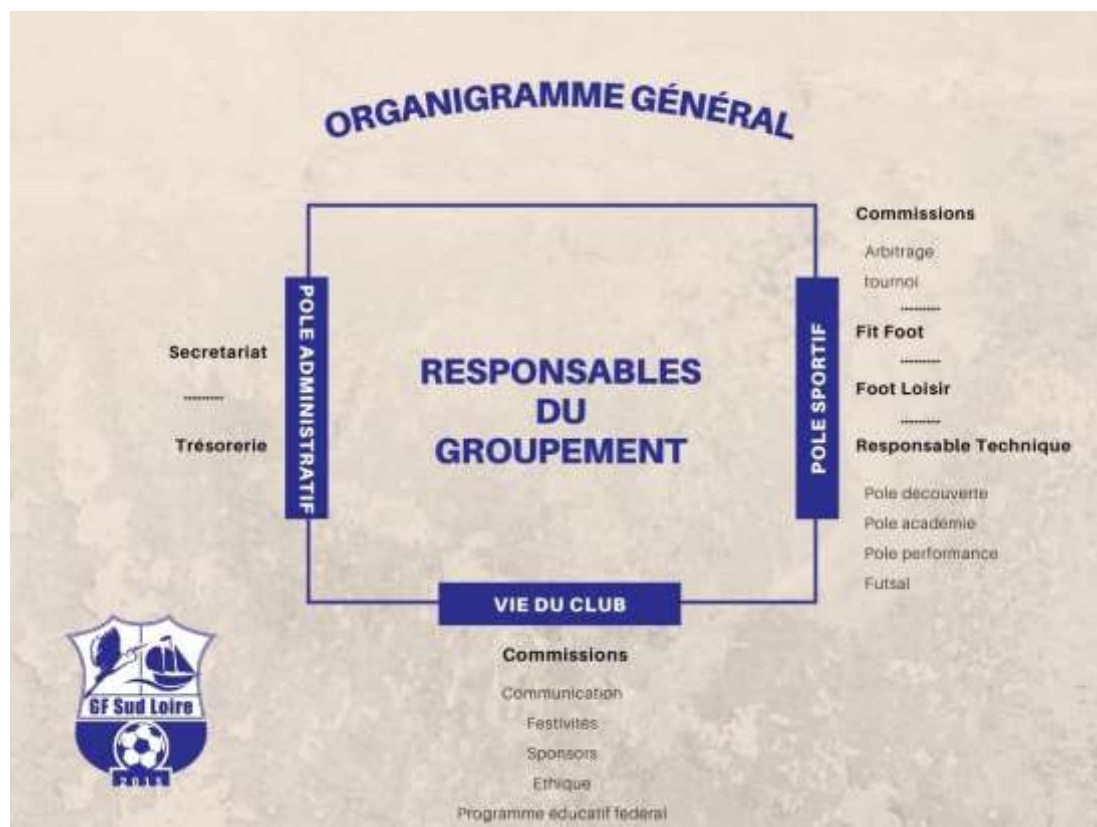 ORGANIGRAMME GÉNÉRAL
POLE ADMINISTRATIF
Secretariat
Trésorerie
RESPONSABLES
DU
GROUPEMENT
POLE SPORTIF
Commissions
Arbitrage
tournoi
Fit Foot
Foot Loisir
Responsable Technique
Pole découverte
Pole académie
Pole performance
Futsal
VIE DU CLUB
Commissions
Communication
Festivités
Sponsors
Ethique
Programme éducatif fédéral
GF Sud Loire